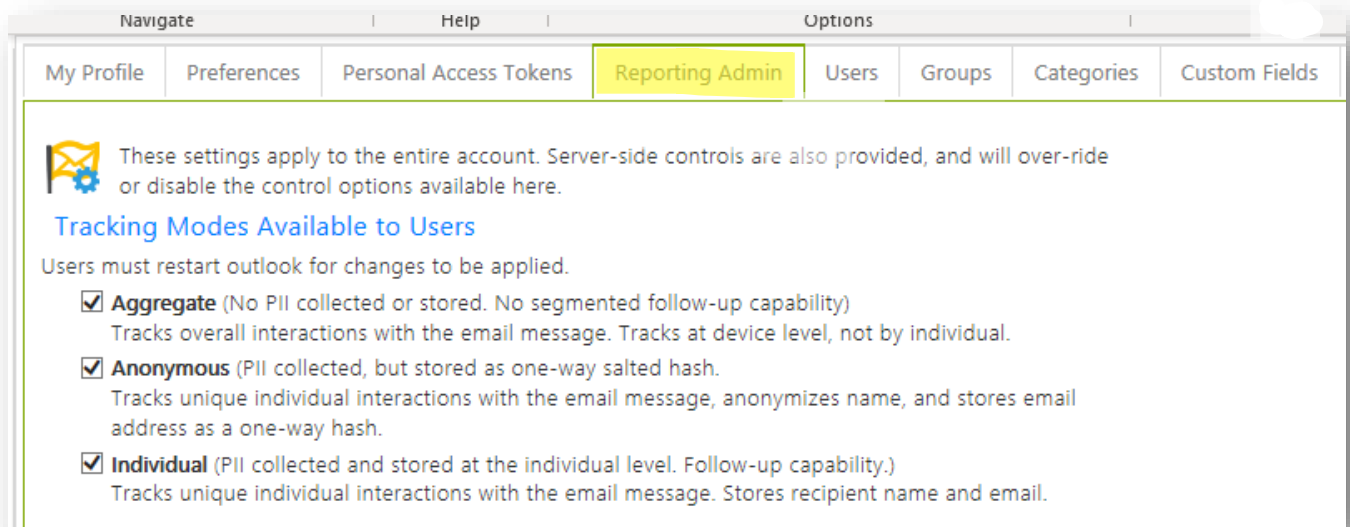 Navigate Help Options
My Profile Preferences Personal Access Tokens Reporting Admin Users Groups Categories Custom Fields
These settings apply to the entire account. Server-side controls are also provided, and will over-ride
or disable the control options available here.
Tracking Modes Available to Users
Users must restart outlook for changes to be applied.
Aggregate (No PII collected or stored. No segmented follow-up capability)
Tracks overall interactions with the email message. Tracks at device level, not by individual.
Anonymous (PII collected, but stored as one-way salted hash.
Tracks unique individual interactions with the email message, anonymizes name, and stores email
address as a one-way hash.
Individual (PII collected and stored at the individual level. Follow-up capability.)
Tracks unique individual interactions with the email message. Stores recipient name and email.